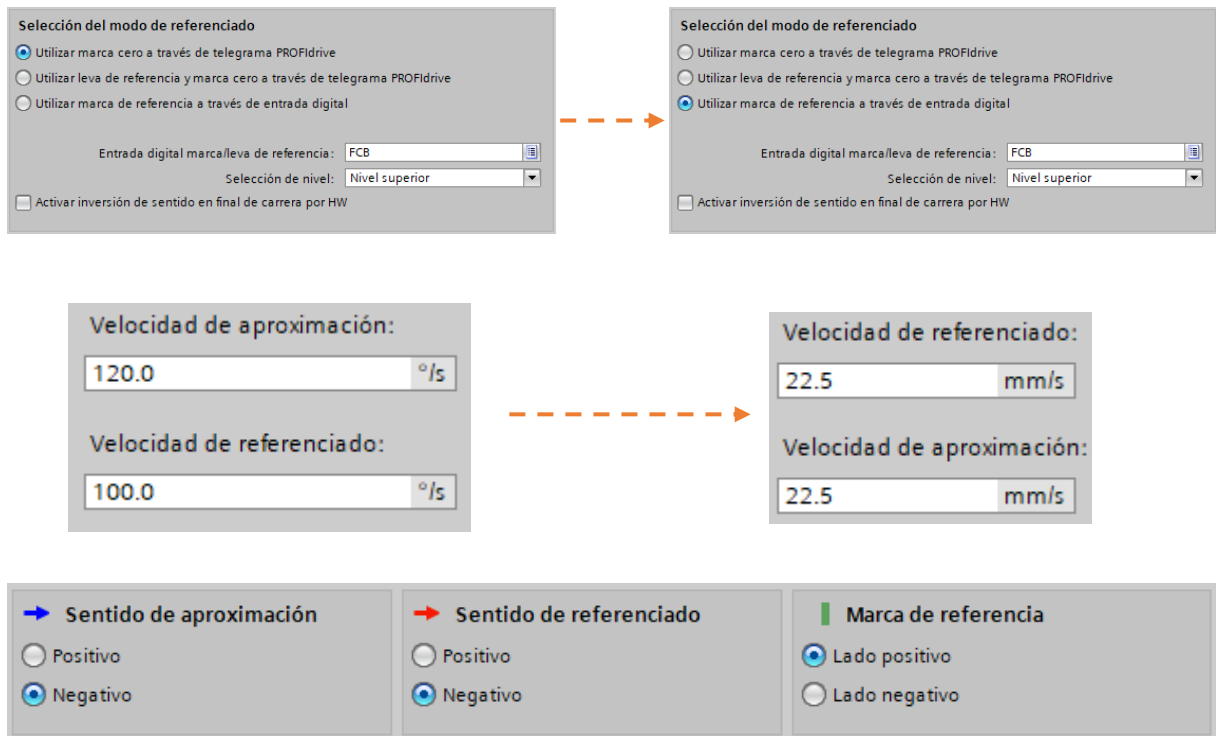 Selección del modo de referenciado
Utilizar marca cero a través de telegrama PROFIdrive
Utilizar leva de referencia y marca cero a través de telegrama PROFIdrive
Utilizar marca de referencia a través de entrada digital
Entrada digital marca/leva de referencia: FCB
Selección de nivel: Nivel superior
Activar inversión de sentido en final de carrera por HW
Selección del modo de referenciado
Utilizar marca cero a través de telegrama PROFIdrive
Utilizar leva de referencia y marca cero a través de telegrama PROFIdrive
Utilizar marca de referencia a través de entrada digital
Entrada digital marca/leva de referencia: FCB
Selección de nivel: Nivel superior
Activar inversión de sentido en final de carrera por HW
Velocidad de aproximación:
120.0 °/s
Velocidad de referenciado:
100.0 °/s
Velocidad de referenciado:
22.5 mm/s
Velocidad de aproximación:
22.5 mm/s
Sentido de aproximación
Positivo
Negativo
Sentido de referenciado
Positivo
Negativo
Marca de referencia
Lado positivo
Lado negativo